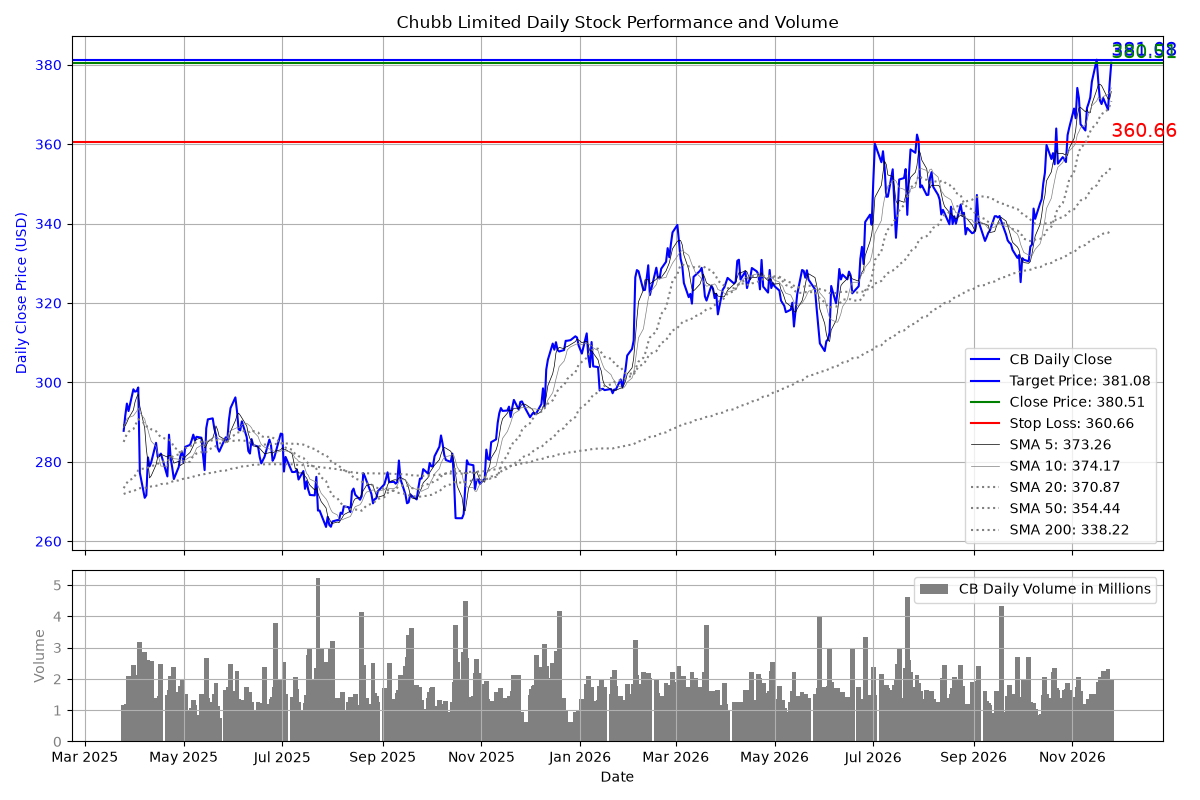 Chubb Limited Daily Stock Performance and Volume
381.08
380.51
380
360.66
360
340
320
300
280
260
Daily Close Price (USD)
CB Daily Close
Target Price: 381.08
Close Price: 380.51
Stop Loss: 360.66
SMA 5: 373.26
SMA 10: 374.17
SMA 20: 370.87
SMA 50: 354.44
SMA 200: 338.22
CB Daily Volume in Millions
5
4
3
2
1
0
Volume
Mar 2025
May 2025
Jul 2025
Sep 2025
Nov 2025
Jan 2026
Mar 2026
May 2026
Jul 2026
Sep 2026
Nov 2026
Date